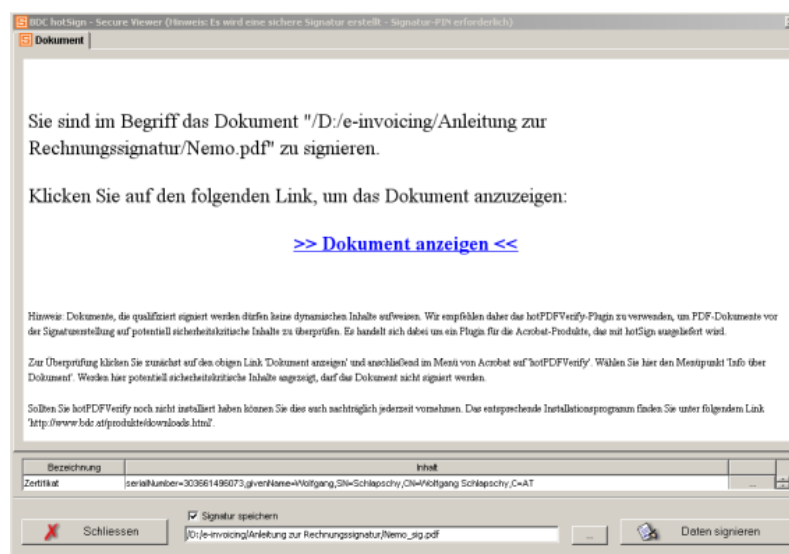 BDC hotSign - Secure Viewer (Hinweis: Es wird eine sichere Signatur erstellt - Signatur-PIN erforderlich)
Dokument
Sie sind im Begriff das Dokument "/D:/e-invoicing/Anleitung zur
Rechnungssignatur/Nemo.pdf" zu signieren.
Klicken Sie auf den folgenden Link, um das Dokument anzuzeigen:
>> Dokument anzeigen <<
Hinweis: Dokumente, die qualifiziert signiert werden dürfen keine dynamischen Inhalte aufweisen. Wir empfehlen daher das hotPDFVerify-Plugin zu verwenden, um PDF-Dokumente vor
der Signaturerstellung auf potentiell sicherheitskritische Inhalte zu überprüfen. Es handelt sich dabei um ein Plugin für die Acrobat-Produkte, das mit hotSign ausgeliefert wird.
Zur Überprüfung klicken Sie zunächst auf den obigen Link 'Dokument anzeigen' und anschließend im Menü von Acrobat auf 'hotPDFVerify'. Wählen Sie hier den Menüpunkt 'Info über
Dokument'. Werden hier potentiell sicherheitskritische Inhalte angezeigt, darf das Dokument nicht signiert werden.
Sollten Sie hotPDFVerify noch nicht installiert haben können Sie dies auch nachträglich jederzeit vornehmen. Das entsprechende Installationsprogramm finden Sie unter folgendem Link
'http://www.bdc.at/produkte/downloads.html'.
Bezeichnung Inhalt
Zertifikat serialNumber=303661496073,givenName=Wolfgang,SN=Schlapschy,CN=Wolfgang Schlapschy,C=AT ...
Signatur speichern
Schliessen /D:/e-invoicing/Anleitung zur Rechnungssignatur/Nemo_sig.pdf ... Daten signieren